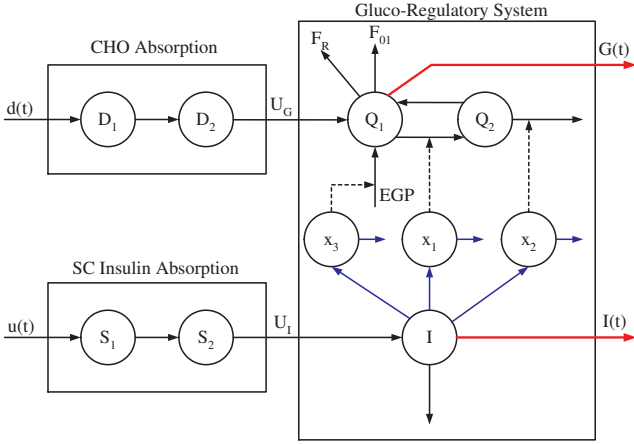 Gluco-Regulatory System
CHO Absorption
F_R
F_01
G(t)
d(t)
D_1
D_2
U_G
Q_1
Q_2
EGP
x_3
x_1
x_2
SC Insulin Absorption
u(t)
S_1
S_2
U_I
I
I(t)